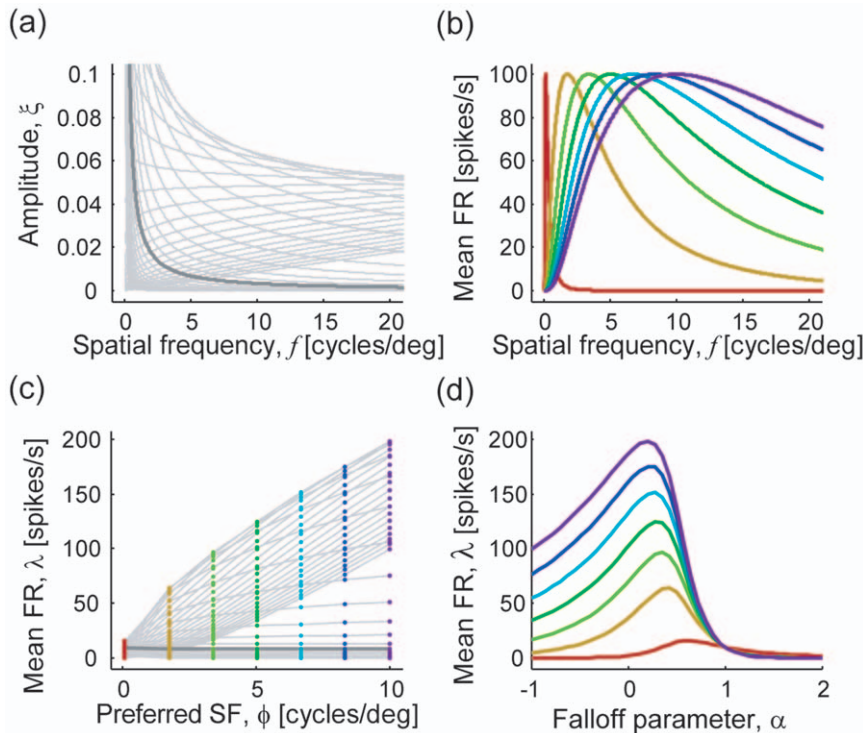 (a)
Amplitude, ξ
0.1
0.08
0.06
0.04
0.02
0
0 5 10 15 20
Spatial frequency, f [cycles/deg]
(b)
Mean FR [spikes/s]
100
80
60
40
20
0
0 5 10 15 20
Spatial frequency, f [cycles/deg]
(c)
Mean FR, λ [spikes/s]
200
150
100
50
0
0 5 10
Preferred SF, ϕ [cycles/deg]
(d)
Mean FR, λ [spikes/s]
200
150
100
50
0
-1 0 1 2
Falloff parameter, α